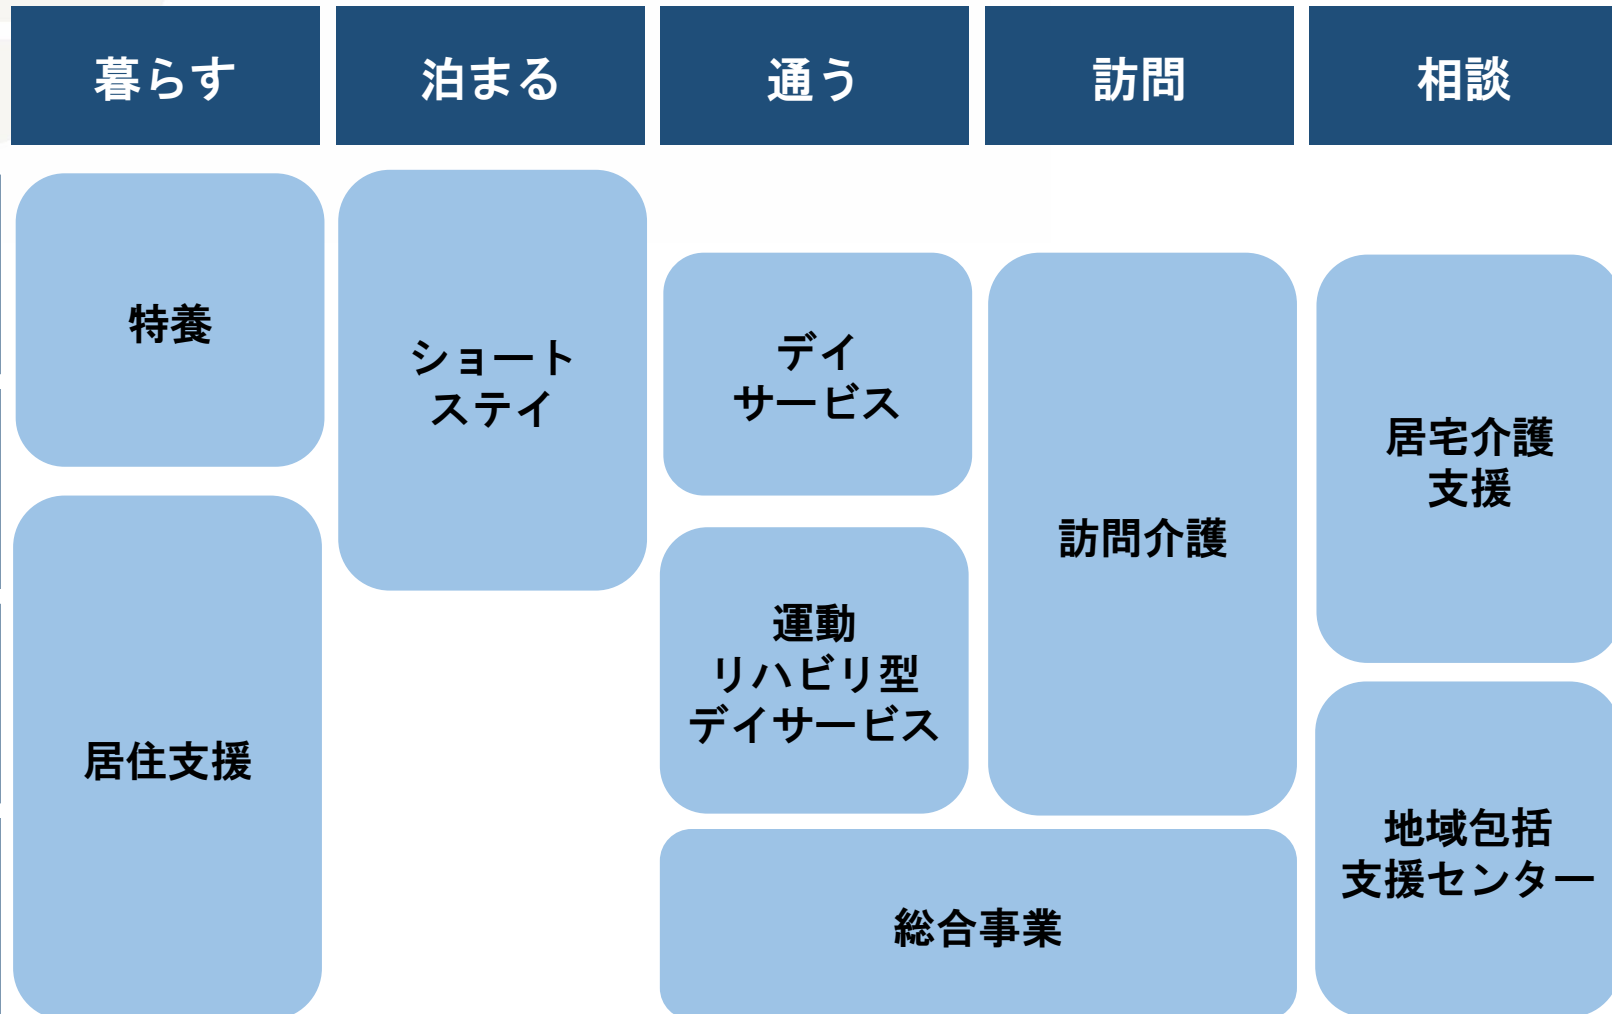 暮らす
泊まる
通う
訪問
相談
特養
居住支援
ショート
ステイ
デイ
サービス
運動
リハビリ型
デイサービス
訪問介護
総合事業
居宅介護
支援
地域包括
支援センター